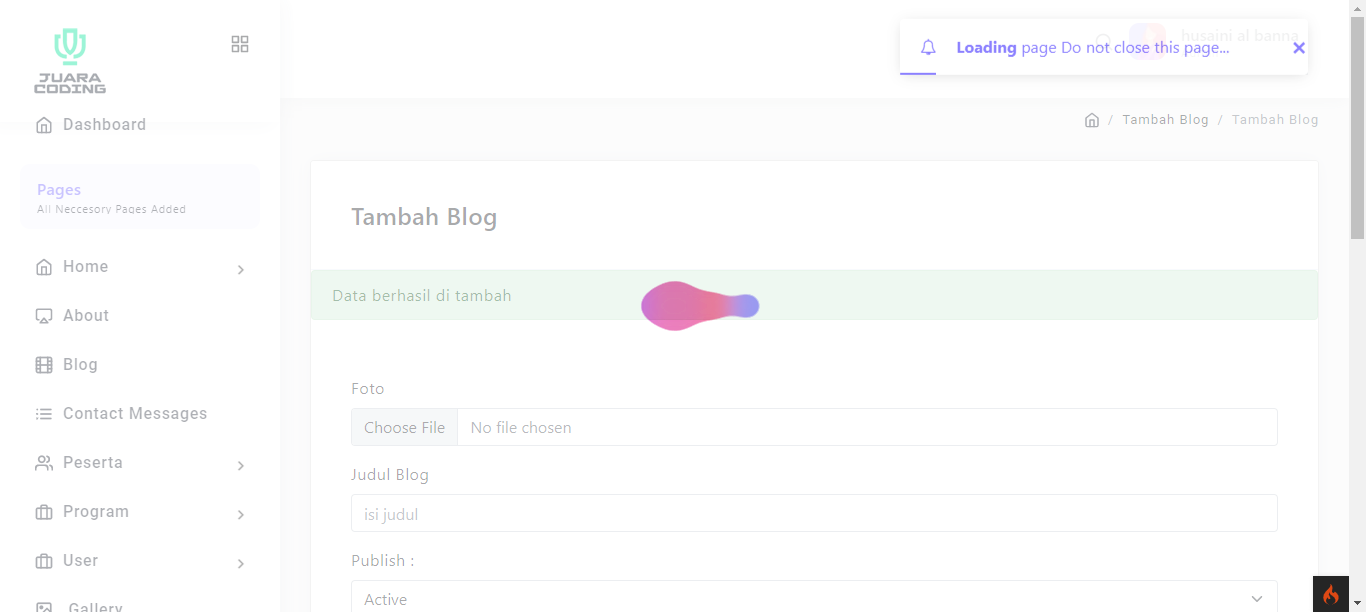 JUARA
CODING
Loading page Do not close this page...
husaini al banna
Dashboard
/ Tambah Blog / Tambah Blog
Pages
All Neccesory Pages Added
Home
About
Blog
Contact Messages
Peserta
Program
User
Gallery
Tambah Blog
Data berhasil di tambah
Foto
Choose File No file chosen
Judul Blog
isi judul
Publish :
Active